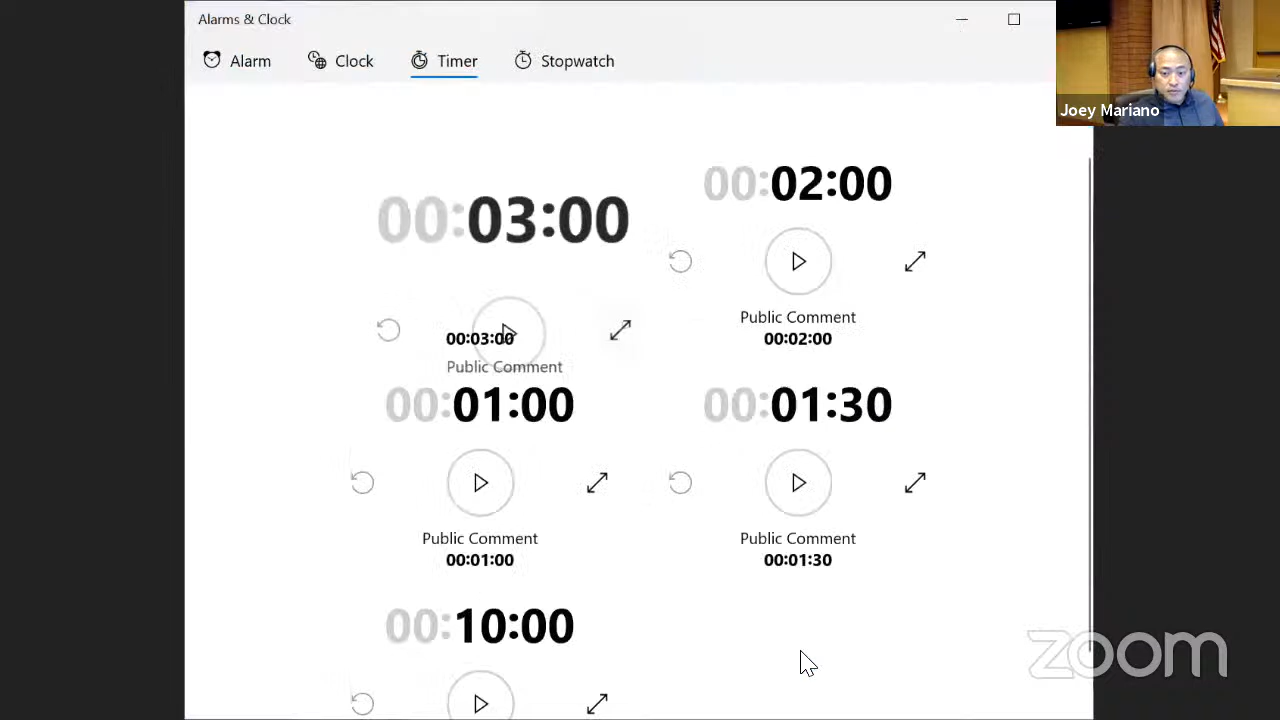 Alarms & Clock
Alarm
Clock
Timer
Stopwatch
Joey Mariano
00:03:00
00:03:00
Public Comment
00:02:00
Public Comment
00:02:00
00:01:00
Public Comment
00:01:00
00:01:30
Public Comment
00:01:30
00:10:00
zoom